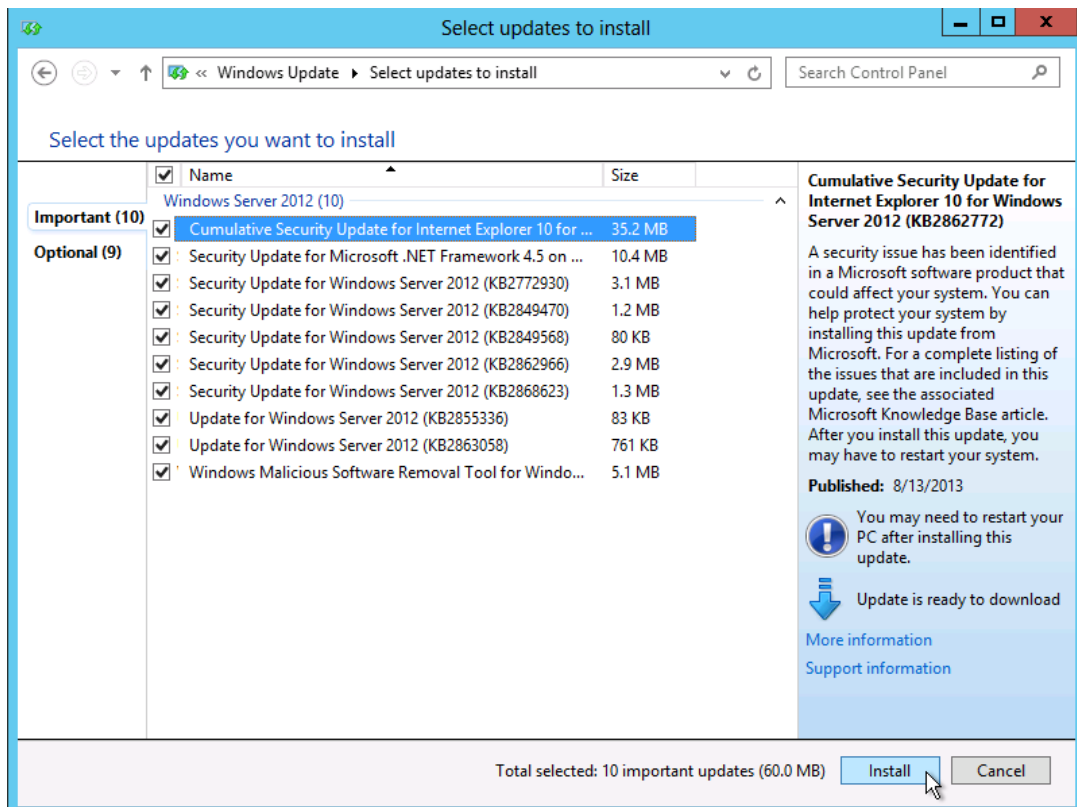 Select updates to install
« Windows Update ▸ Select updates to install
Search Control Panel
Select the updates you want to install
Name Size
Important (10)
Optional (9)
Windows Server 2012 (10)
Cumulative Security Update for Internet Explorer 10 for ... 35.2 MB
Security Update for Microsoft .NET Framework 4.5 on ... 10.4 MB
Security Update for Windows Server 2012 (KB2772930) 3.1 MB
Security Update for Windows Server 2012 (KB2849470) 1.2 MB
Security Update for Windows Server 2012 (KB2849568) 80 KB
Security Update for Windows Server 2012 (KB2862966) 2.9 MB
Security Update for Windows Server 2012 (KB2868623) 1.3 MB
Update for Windows Server 2012 (KB2855336) 83 KB
Update for Windows Server 2012 (KB2863058) 761 KB
Windows Malicious Software Removal Tool for Windo... 5.1 MB
Cumulative Security Update for
Internet Explorer 10 for Windows
Server 2012 (KB2862772)
A security issue has been identified
in a Microsoft software product that
could affect your system. You can
help protect your system by
installing this update from
Microsoft. For a complete listing of
the issues that are included in this
update, see the associated
Microsoft Knowledge Base article.
After you install this update, you
may have to restart your system.
Published: 8/13/2013
You may need to restart your
PC after installing this
update.
Update is ready to download
More information
Support information
Total selected: 10 important updates (60.0 MB)
Install
Cancel